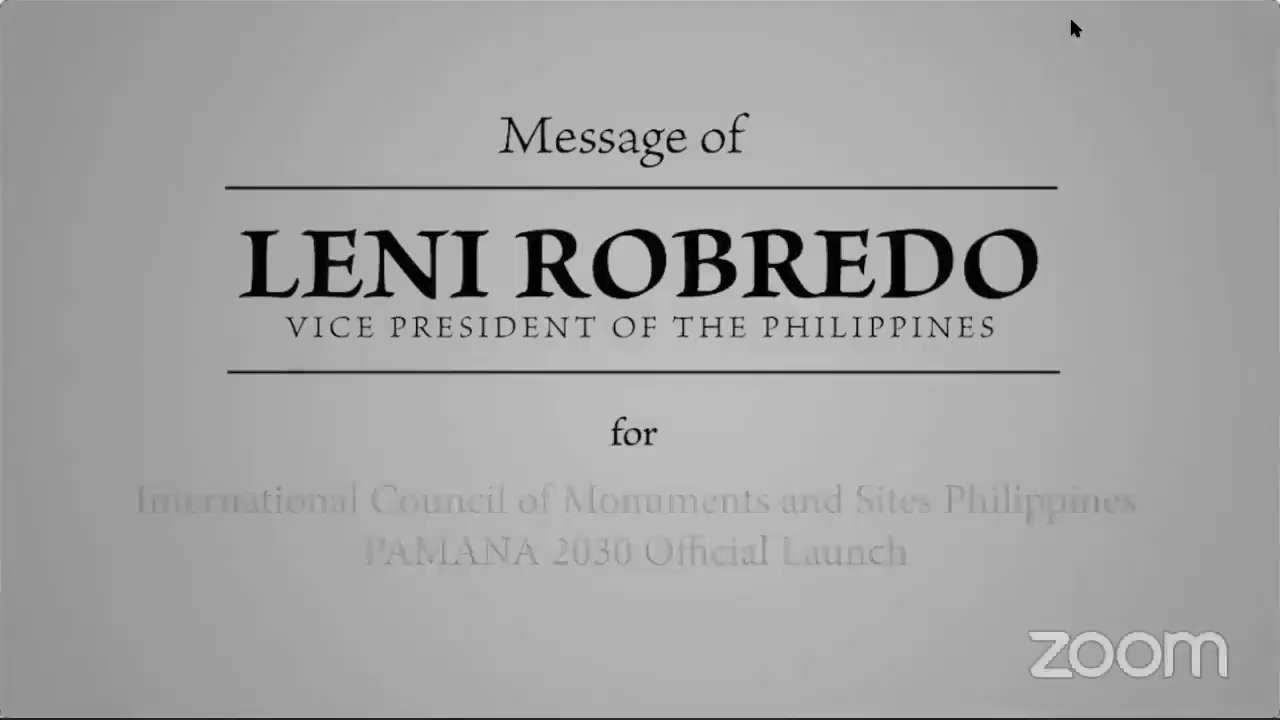 Message of
LENI ROBREDO
VICE PRESIDENT OF THE PHILIPPINES
for
International Council of Monuments and Sites Philippines
PAMANA 2030 Official Launch
zoom